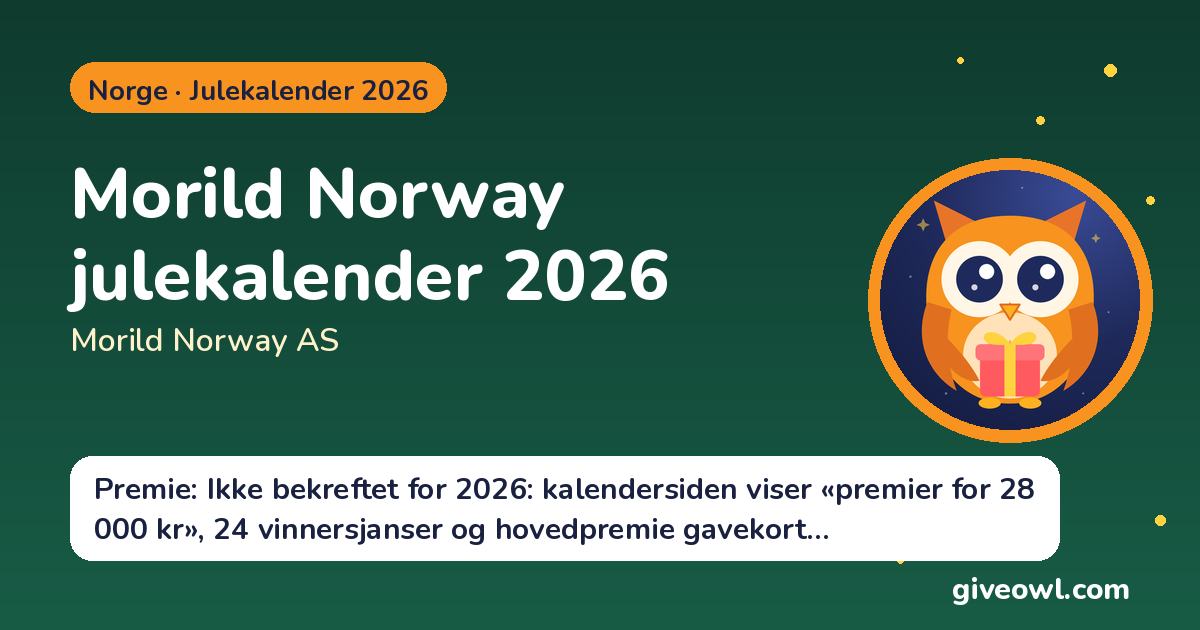 Norge · Julekalender 2026
Morild Norway
julekalender 2026
Morild Norway AS
Premie: Ikke bekreftet for 2026: kalendersiden viser «premier for 28
000 kr», 24 vinnersjanser og hovedpremie gavekort...
giveowl.com